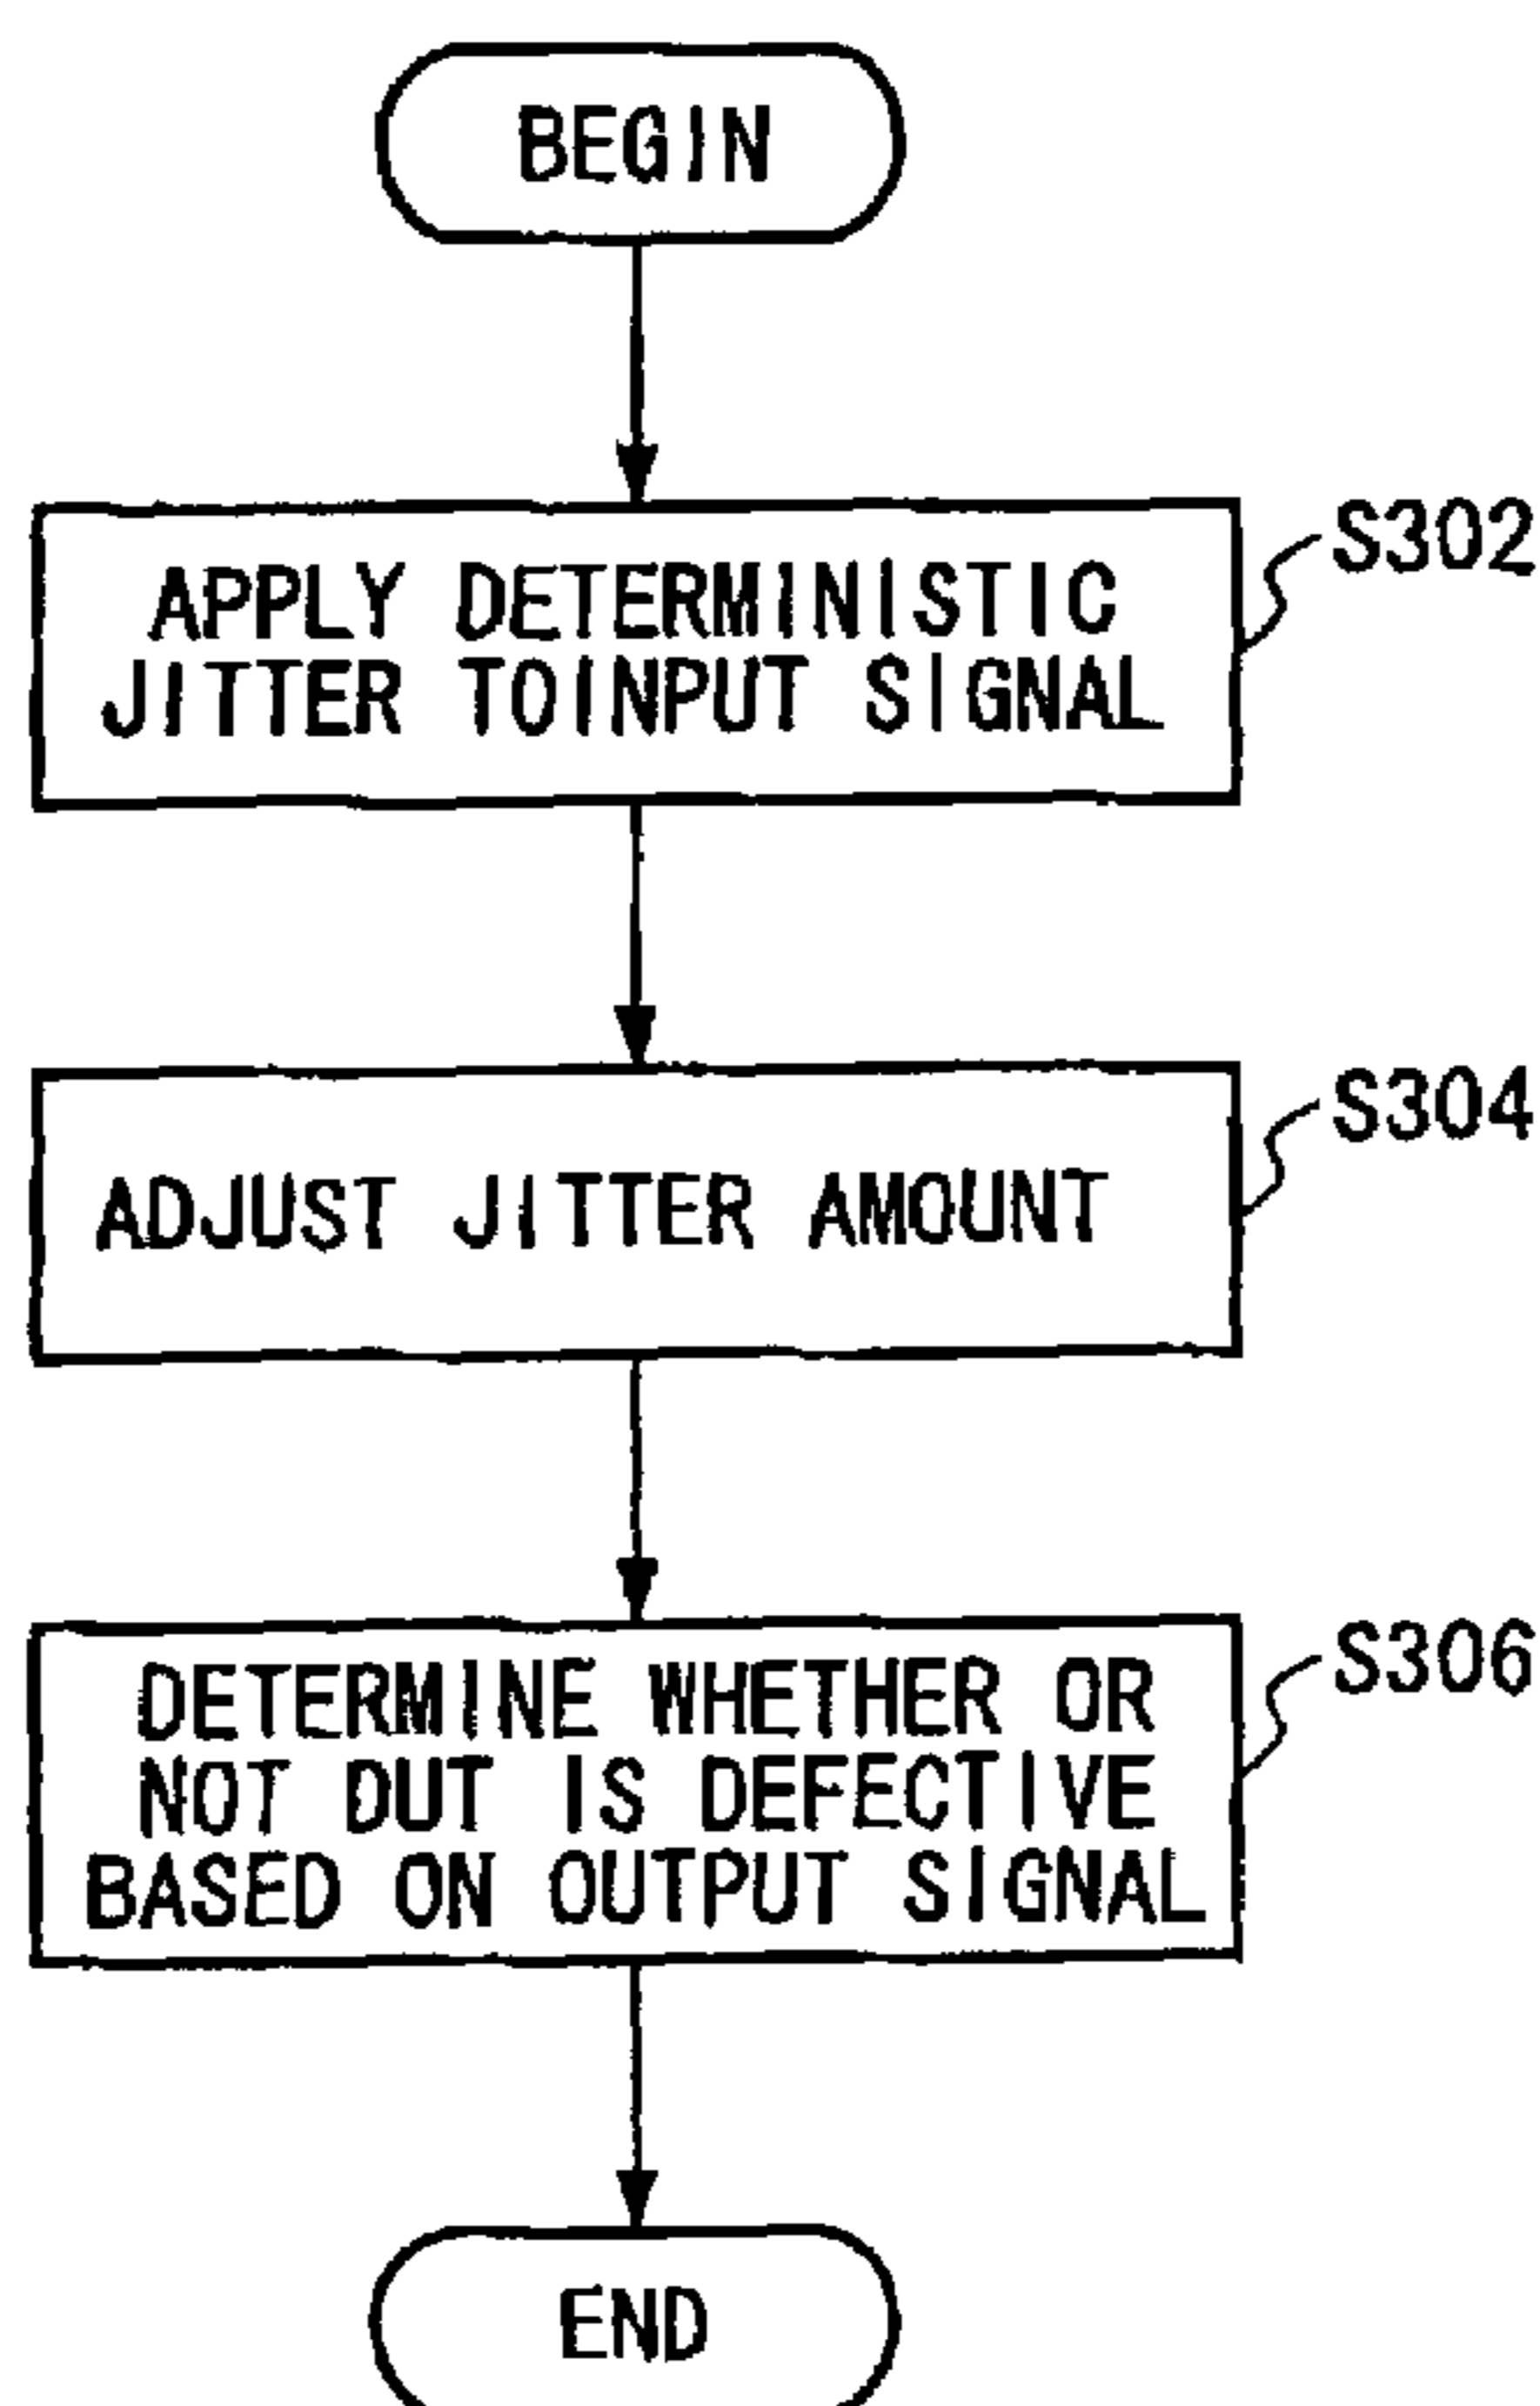 BEGIN
S302
APPLY DETERMINISTIC
JITTER TOINPUT SIGNAL
S304
ADJUST JITTER AMOUNT
S306
DETERMINE WHETHER OR
NOT DUT IS DEFECTIVE
BASED ON OUTPUT SIGNAL
END